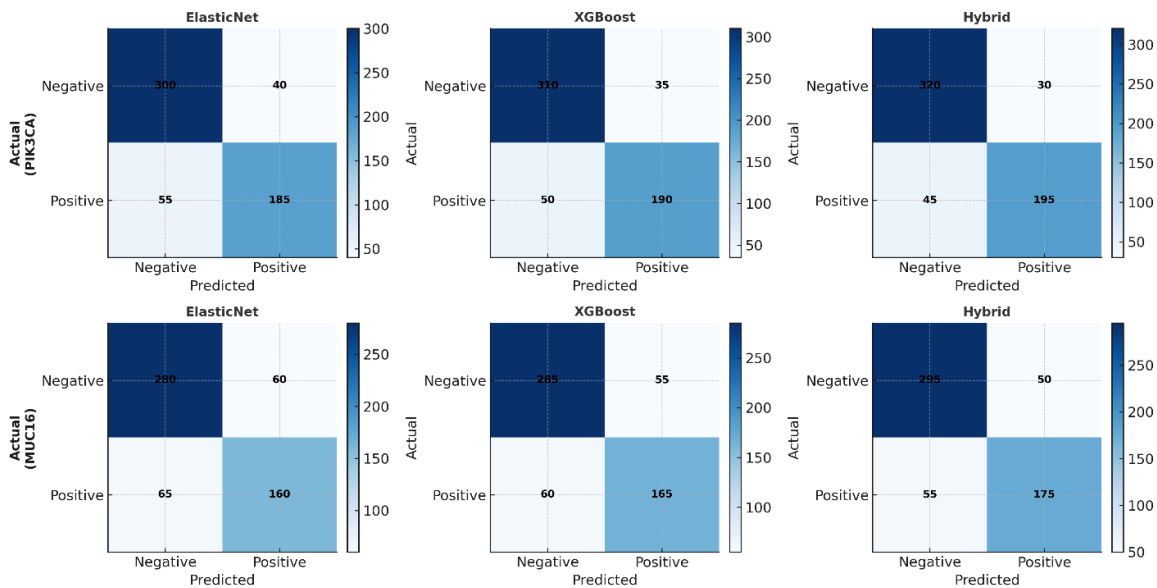 ElasticNet
XGBoost
Hybrid
Actual
(PIK3CA)
Negative
Positive
300
40
55
185
Negative
Positive
Predicted
300
250
200
150
100
50
Actual
Negative
Positive
310
35
50
190
Negative
Positive
Predicted
300
250
200
150
100
50
Actual
Negative
Positive
320
30
45
195
Negative
Positive
Predicted
300
250
200
150
100
50
ElasticNet
XGBoost
Hybrid
Actual
(MUC16)
Negative
Positive
280
60
65
160
Negative
Positive
Predicted
250
200
150
100
Actual
Negative
Positive
285
55
60
165
Negative
Positive
Predicted
250
200
150
100
Actual
Negative
Positive
295
50
55
175
Negative
Positive
Predicted
250
200
150
100
50